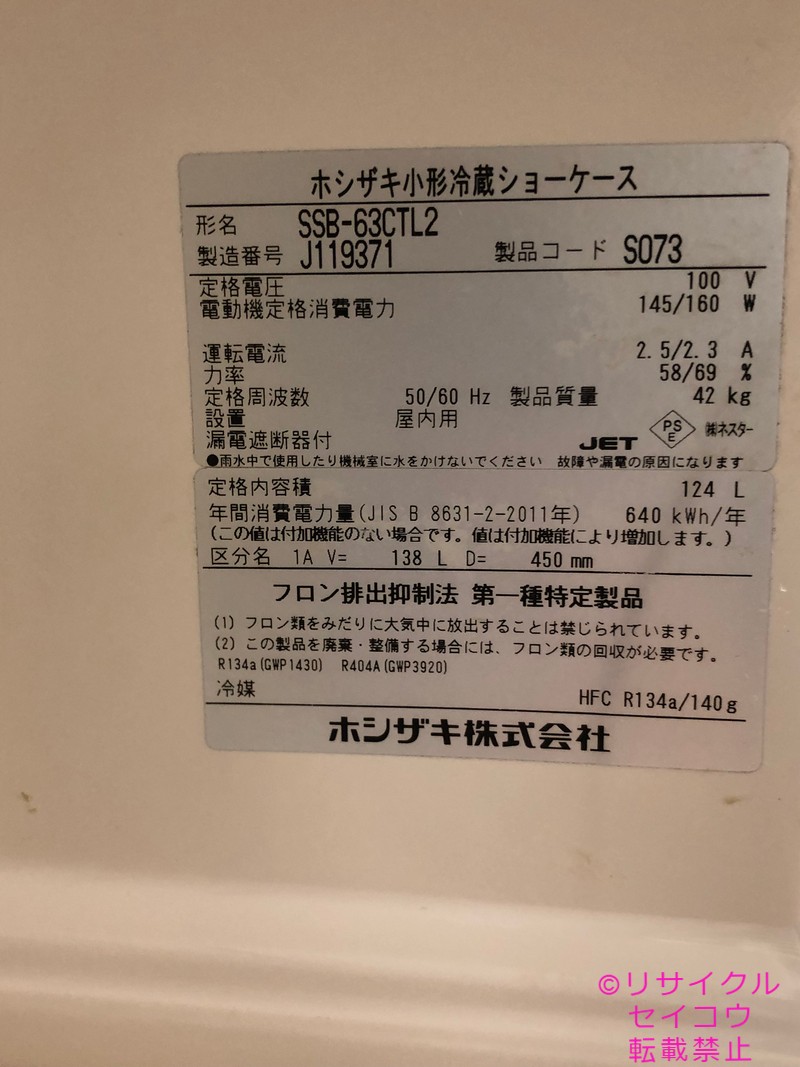 ホシザキ小形冷蔵ショーケース
形名 SSB-63CTL2
製造番号 J119371 製品コード S073
定格電圧 100 V
電動機定格消費電力 145/160 W
運転電流 2.5/2.3 A
力率 58/69 %
定格周波数 50/60 Hz 製品質量 42 kg
設置 屋内用
漏電遮断器付 JET PSE ㈱ネスター
●雨水中で使用したり機械室に水をかけないでください 故障や漏電の原因になります
定格内容積 124 L
年間消費電力量(JIS B 8631-2-2011年) 640 kWh/年
(この値は付加機能のない場合です。値は付加機能により増加します。)
区分名 1A V= 138 L D= 450 mm
フロン排出抑制法 第一種特定製品
(1) フロン類をみだりに大気中に放出することは禁じられています。
(2) この製品を廃棄・整備する場合には、フロン類の回収が必要です。
R134a(GWP1430) R404A(GWP3920)
冷媒 HFC R134a/140g
ホシザキ株式会社
©リサイクル
セイコウ
転載禁止